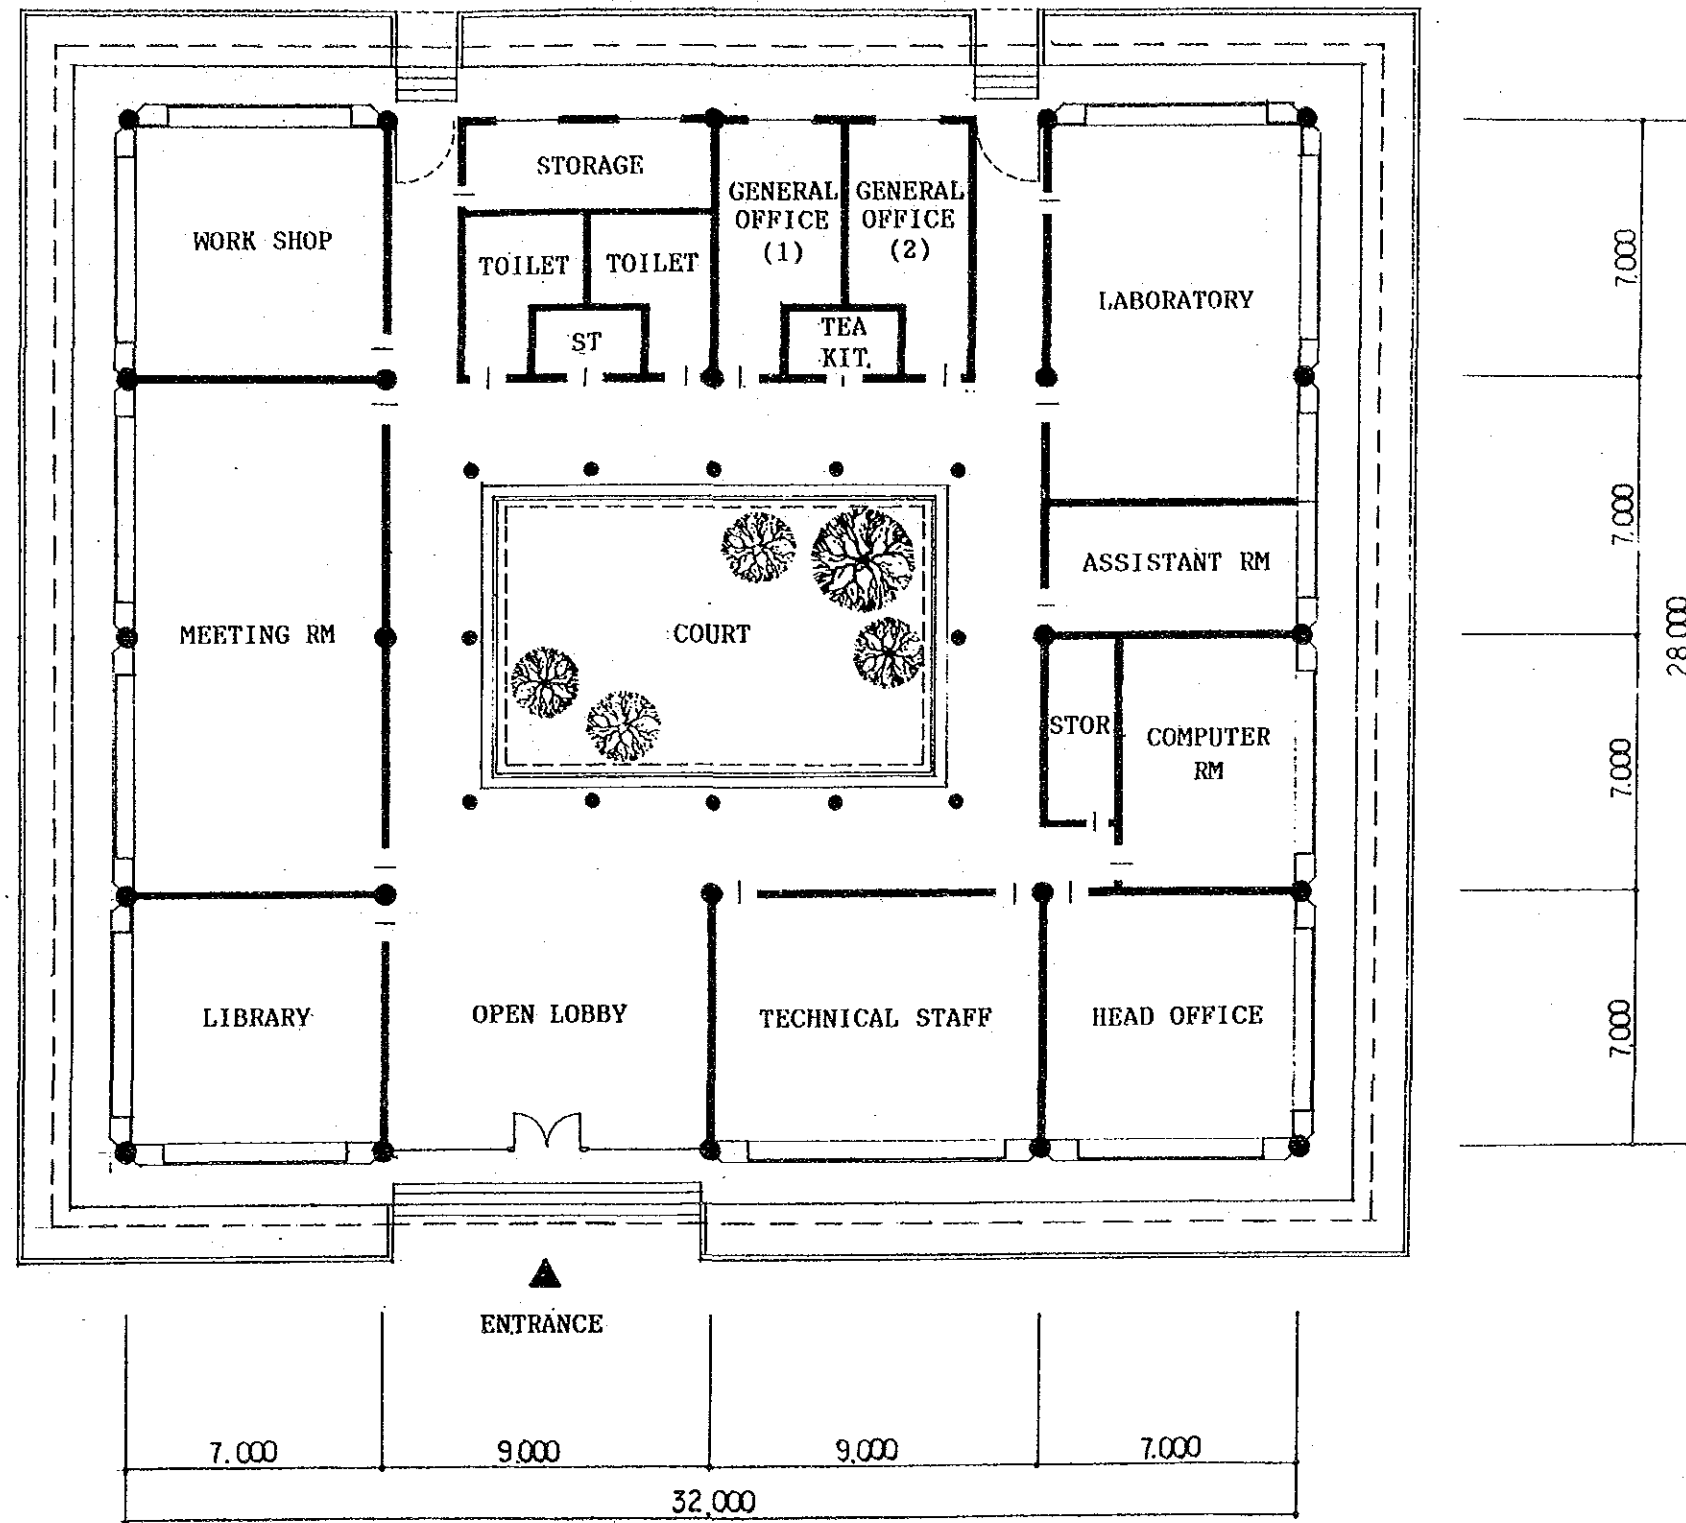 STORAGE
GENERAL
OFFICE
(1)
GENERAL
OFFICE
(2)
WORK SHOP
TOILET
TOILET
7.000
LABORATORY
ST
TEA
KIT.
7.000
ASSISTANT RM
MEETING RM
COURT
28.000
STOR
COMPUTER
RM
7.000
LIBRARY
OPEN LOBBY
TECHNICAL STAFF
HEAD OFFICE
7.000
ENTRANCE
7.000
9.000
9.000
7.000
32.000